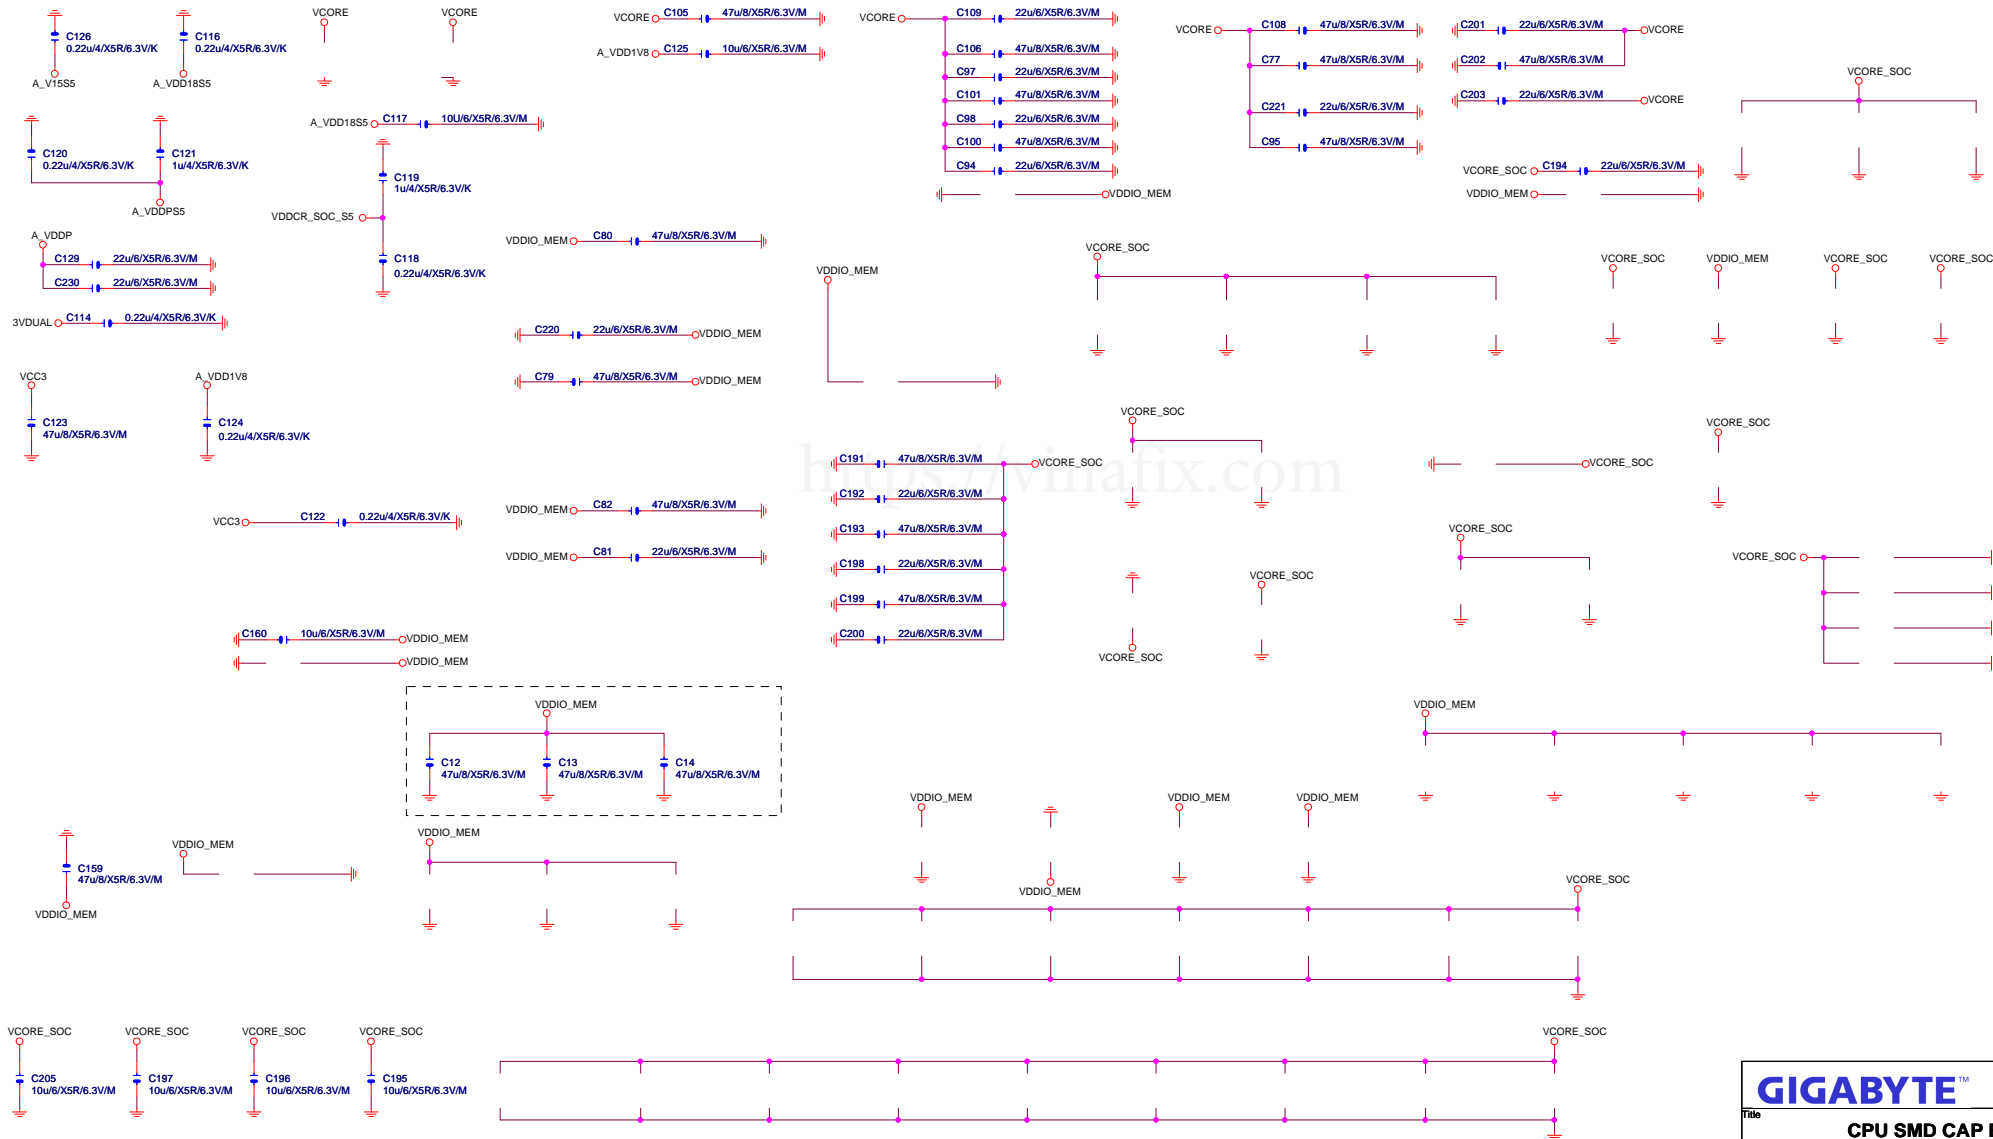 C126
0.22u/4/X5R/6.3V/K
A_V15S5
C116
0.22u/4/X5R/6.3V/K
A_VDD18S5
VCORE
VCORE
VCORE C105 47u/8/X5R/6.3V/M
A_VDD1V8 C125 10u/6/X5R/6.3V/M
VCORE C109 22u/6/X5R/6.3V/M
C106 47u/8/X5R/6.3V/M
C97 22u/6/X5R/6.3V/M
C101 47u/8/X5R/6.3V/M
C98 22u/6/X5R/6.3V/M
C100 47u/8/X5R/6.3V/M
C94 22u/6/X5R/6.3V/M
VDDIO_MEM
VCORE C108 47u/8/X5R/6.3V/M
C77 47u/8/X5R/6.3V/M
C221 22u/6/X5R/6.3V/M
C95 47u/8/X5R/6.3V/M
C201 22u/6/X5R/6.3V/M VCORE
C202 47u/8/X5R/6.3V/M
C203 22u/6/X5R/6.3V/M VCORE
VCORE_SOC C194 22u/6/X5R/6.3V/M
VDDIO_MEM
VCORE_SOC
C120
0.22u/4/X5R/6.3V/K
C121
1u/4/X5R/6.3V/K
A_VDDPS5
A_VDD18S5 C117 10U/6/X5R/6.3V/M
C119
1u/4/X5R/6.3V/K
VDDCR_SOC_S5
C118
0.22u/4/X5R/6.3V/K
A_VDDP
C129 22u/6/X5R/6.3V/M
C230 22u/6/X5R/6.3V/M
3VDUAL C114 0.22u/4/X5R/6.3V/K
VDDIO_MEM C80 47u/8/X5R/6.3V/M
C220 22u/6/X5R/6.3V/M VDDIO_MEM
C79 47u/8/X5R/6.3V/M VDDIO_MEM
VDDIO_MEM
VCORE_SOC
VCORE_SOC
VDDIO_MEM
VCORE_SOC
VCORE_SOC
VCC3
C123
47u/8/X5R/6.3V/M
A_VDD1V8
C124
0.22u/4/X5R/6.3V/K
VCC3 C122 0.22u/4/X5R/6.3V/K
VDDIO_MEM C82 47u/8/X5R/6.3V/M
VDDIO_MEM C81 22u/6/X5R/6.3V/M
https://vinafix.com
C191 47u/8/X5R/6.3V/M VCORE_SOC
C192 22u/6/X5R/6.3V/M
C193 47u/8/X5R/6.3V/M
C198 22u/6/X5R/6.3V/M
C199 47u/8/X5R/6.3V/M
C200 22u/6/X5R/6.3V/M
VCORE_SOC
VCORE_SOC
VCORE_SOC
VCORE_SOC
VCORE_SOC
VCORE_SOC
VCORE_SOC
VCORE_SOC
C160 10u/6/X5R/6.3V/M VDDIO_MEM
VDDIO_MEM
VDDIO_MEM
C12
47u/8/X5R/6.3V/M
C13
47u/8/X5R/6.3V/M
C14
47u/8/X5R/6.3V/M
VDDIO_MEM
C159
47u/8/X5R/6.3V/M
VDDIO_MEM
VDDIO_MEM
VDDIO_MEM
VDDIO_MEM
VDDIO_MEM
VDDIO_MEM
VDDIO_MEM
VCORE_SOC
VCORE_SOC
C205
10u/6/X5R/6.3V/M
VCORE_SOC
C197
10u/6/X5R/6.3V/M
VCORE_SOC
C196
10u/6/X5R/6.3V/M
VCORE_SOC
C195
10u/6/X5R/6.3V/M
VCORE_SOC
GIGABYTE™
Title
CPU SMD CAP